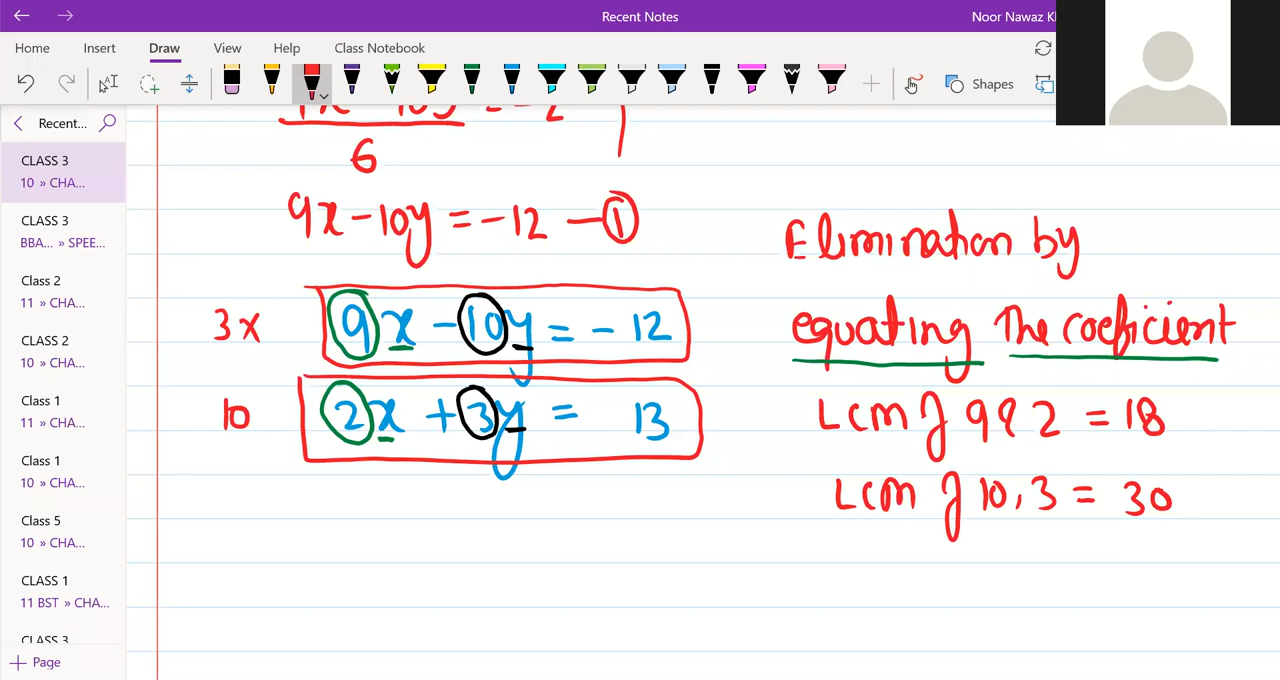 Recent Notes
Noor Nawaz
Home Insert Draw View Help Class Notebook
Shapes
Recent...
CLASS 3
10 » CHA...
CLASS 3
BBA... » SPEE...
Class 2
11 » CHA...
CLASS 2
10 » CHA...
Class 1
11 » CHA...
Class 1
10 » CHA...
Class 5
10 » CHA...
CLASS 1
11 BST » CHA...
CLASS 3
+ Page
6
9x - 10y = -12 - ①
3x 9x - 10y = - 12
10 2x + 3y = 13
Elimination by
equating the coeficient
LCM of 9 & 2 = 18
LCM of 10, 3 = 30